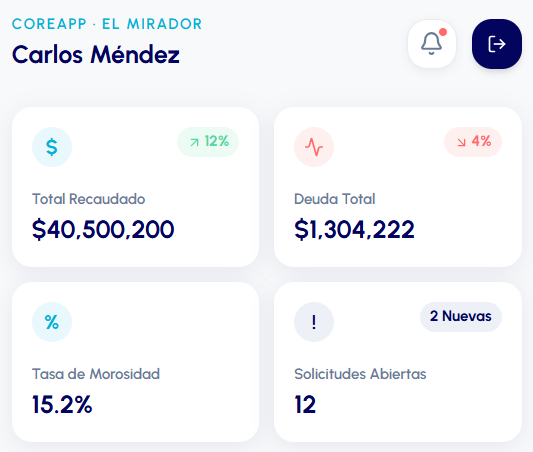 COREAPP · EL MIRADOR
Carlos Méndez
$
↗ 12%
↘ 4%
Total Recaudado
Deuda Total
$40,500,200
$1,304,222
%
!
2 Nuevas
Tasa de Morosidad
Solicitudes Abiertas
15.2%
12